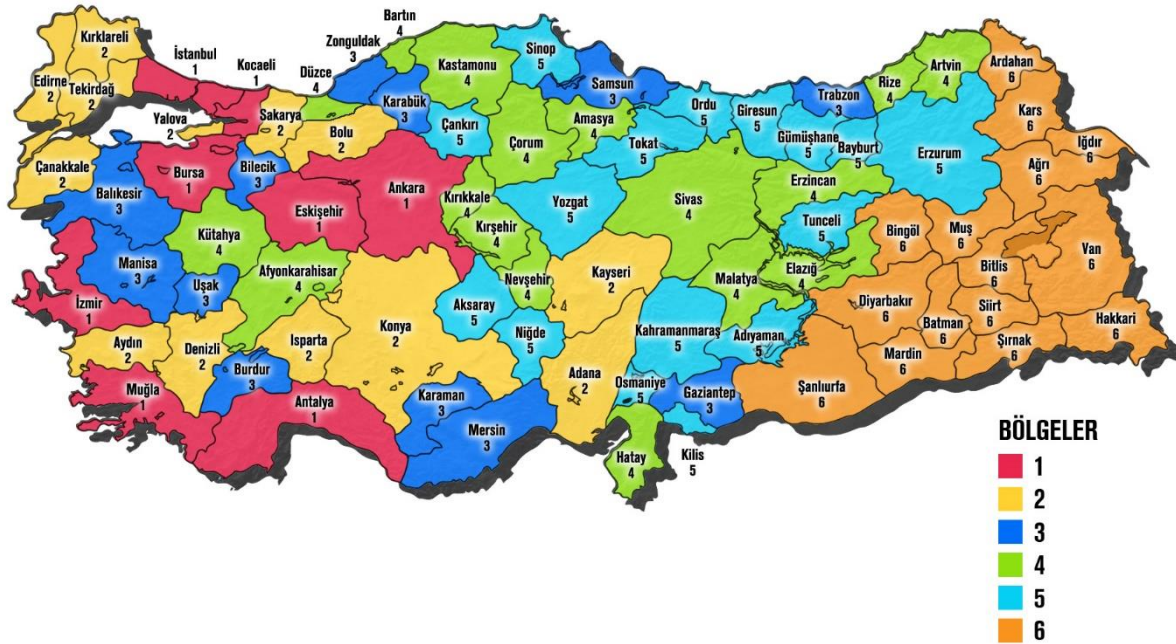 Bartın
4
Kırklareli
2
Zonguldak
3
Sinop
5
İstanbul
1
Kocaeli
1
Düzce
4
Kastamonu
4
Samsun
3
Artvin
4
Ardahan
6
Edirne
2
Tekirdağ
2
Rize
4
Trabzon
3
Karabük
3
Yalova
2
Sakarya
2
Bolu
2
Çankırı
5
Amasya
4
Ordu
5
Giresun
5
Gümüşhane
5
Bayburt
5
Kars
6
Iğdır
6
Çorum
4
Tokat
5
Erzurum
5
Çanakkale
2
Bursa
1
Bilecik
3
Ankara
1
Ağrı
6
Balıkesir
3
Eskişehir
1
Kırıkkale
4
Yozgat
5
Sivas
4
Erzincan
4
Tunceli
5
Kütahya
4
Kırşehir
4
Bingöl
6
Muş
6
Van
6
Manisa
3
Uşak
3
Afyonkarahisar
4
Nevşehir
4
Kayseri
2
Malatya
4
Elazığ
4
Bitlis
6
İzmir
1
Aksaray
5
4
Diyarbakır
6
Siirt
6
Batman
6
Hakkari
6
Aydın
2
Denizli
2
Isparta
2
Konya
2
Niğde
5
Kahramanmaraş
5
Adıyaman
5
Mardin
6
Şırnak
6
Muğla
1
Burdur
3
Antalya
1
Karaman
3
Adana
2
Osmaniye
5
Gaziantep
3
Şanlıurfa
6
Mersin
3
Hatay
4
Kilis
5
BÖLGELER
1
2
3
4
5
6